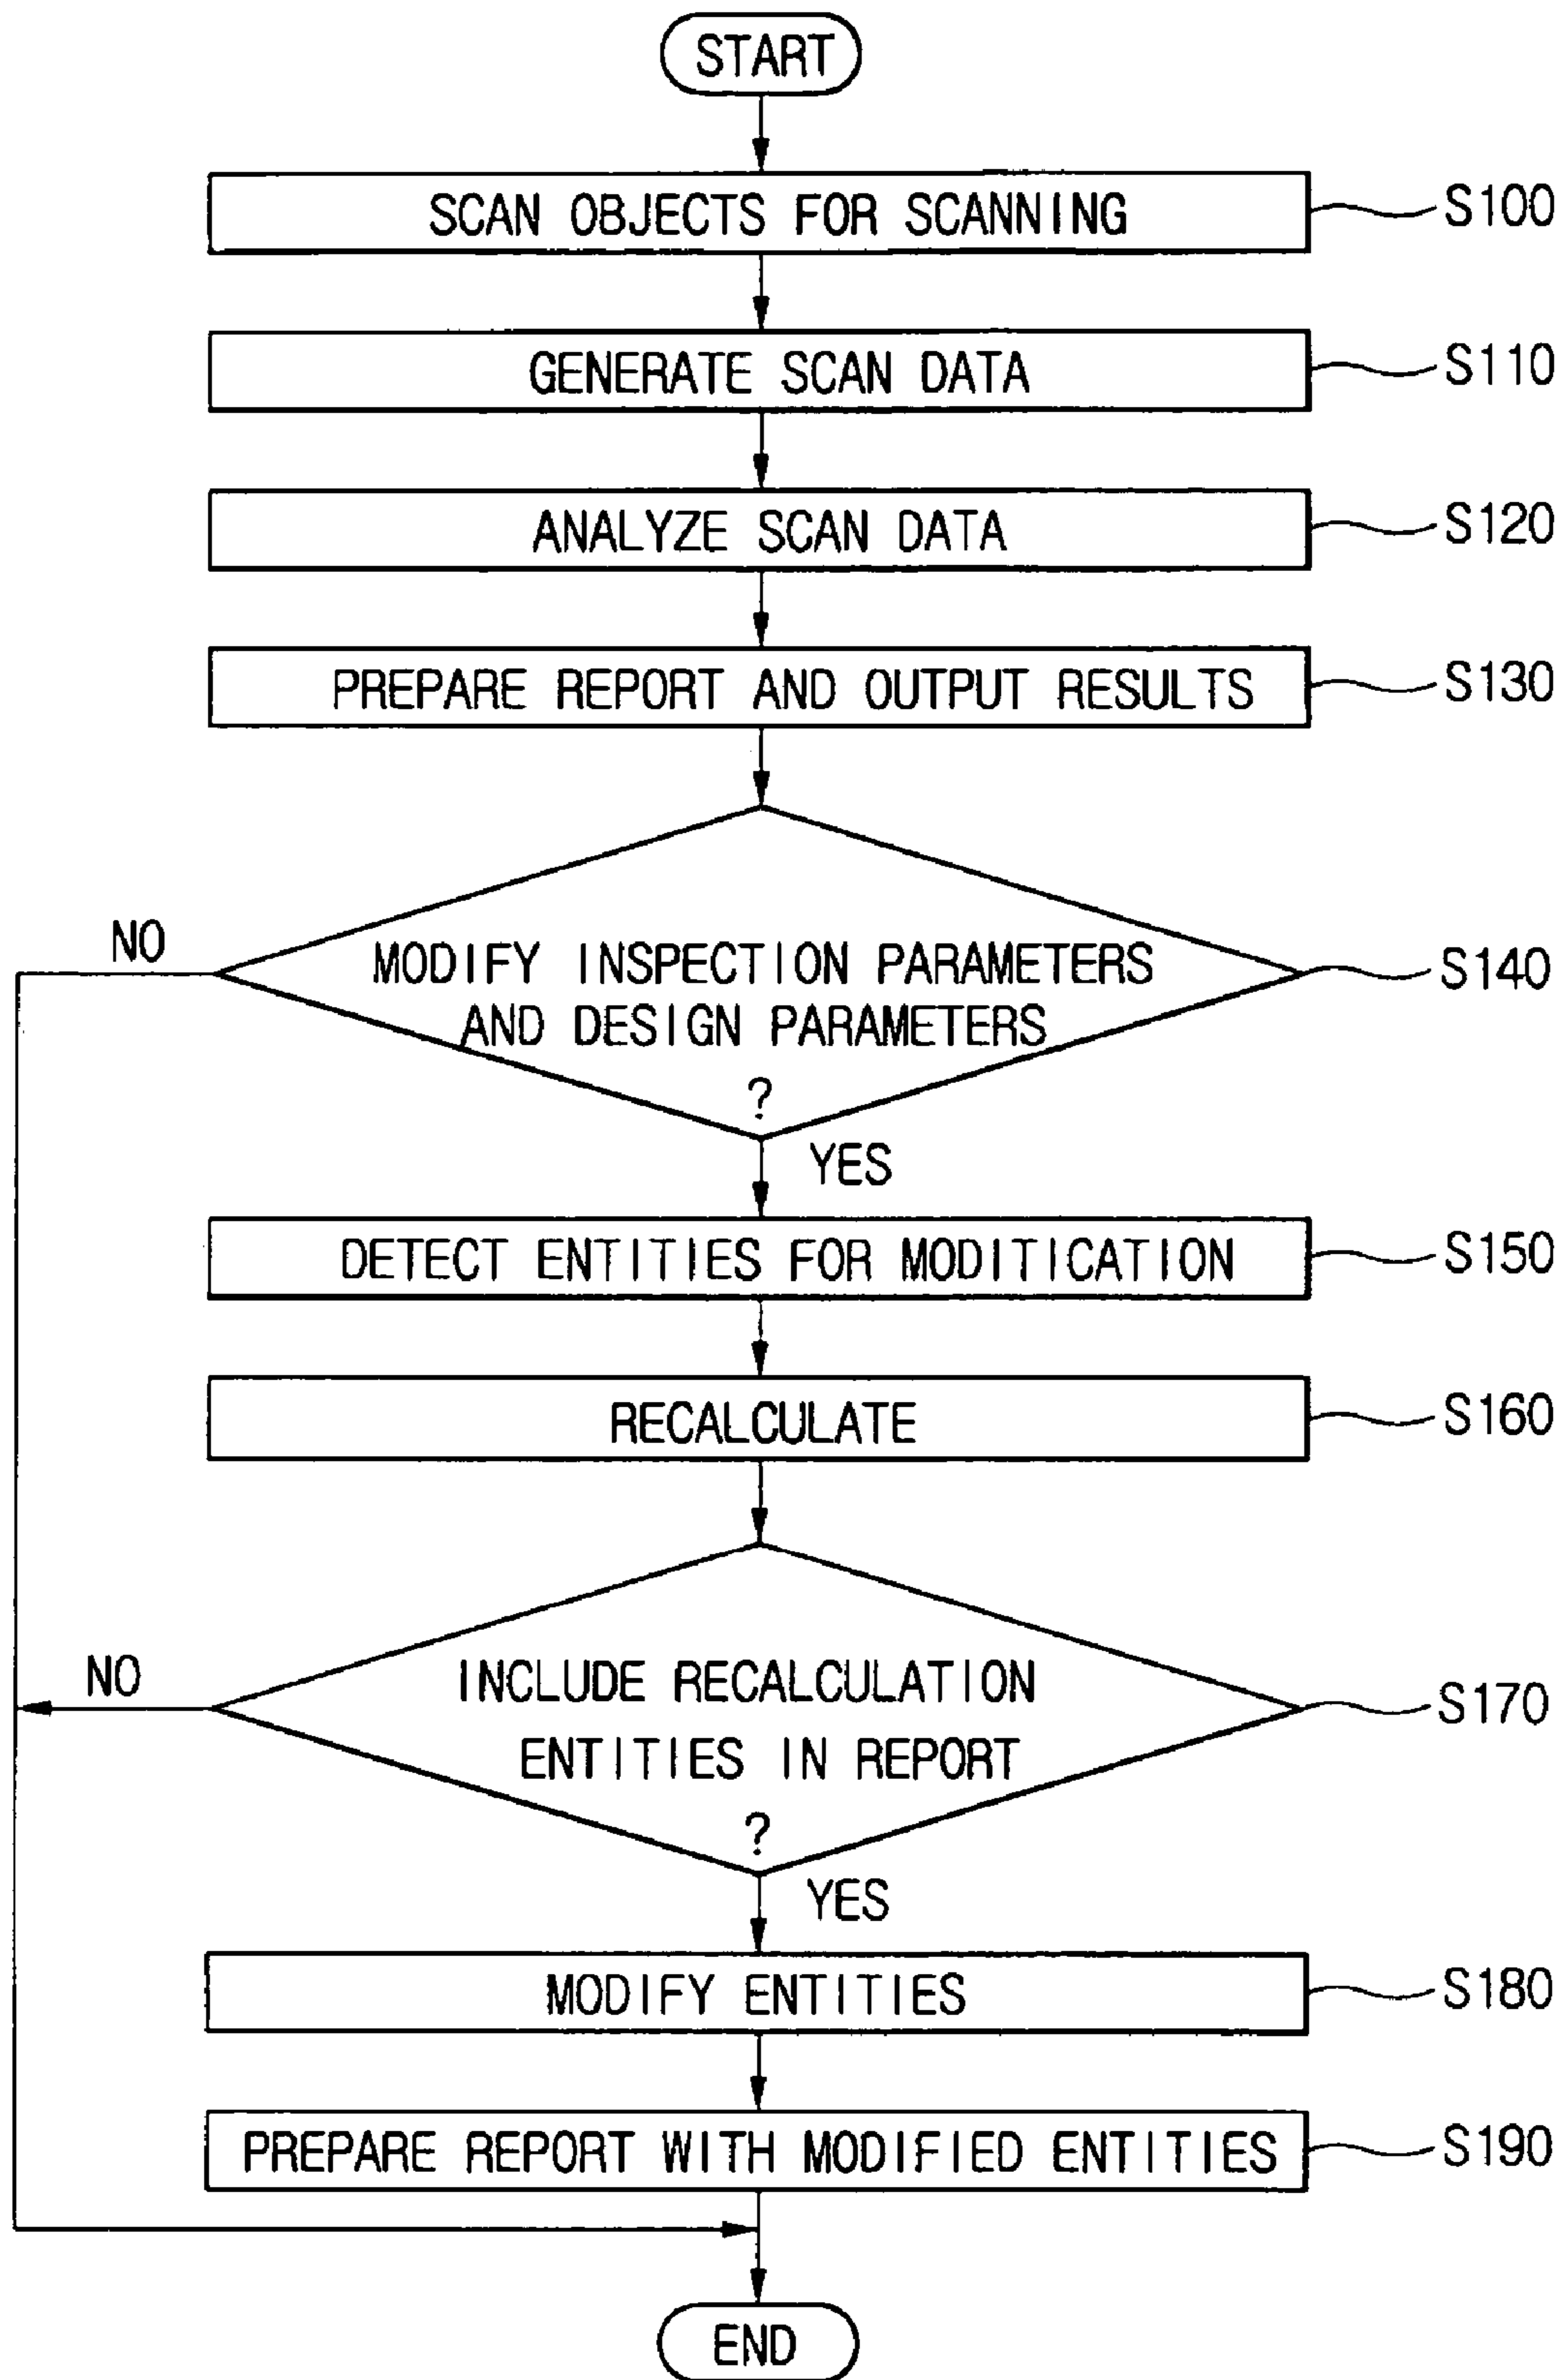 START
SCAN OBJECTS FOR SCANNING
S100
GENERATE SCAN DATA
S110
ANALYZE SCAN DATA
S120
PREPARE REPORT AND OUTPUT RESULTS
S130
NO
MODIFY INSPECTION PARAMETERS
AND DESIGN PARAMETERS
?
S140
YES
DETECT ENTITIES FOR MODITICATION
S150
RECALCULATE
S160
NO
INCLUDE RECALCULATION
ENTITIES IN REPORT
?
S170
YES
MODIFY ENTITIES
S180
PREPARE REPORT WITH MODIFIED ENTITIES
S190
END